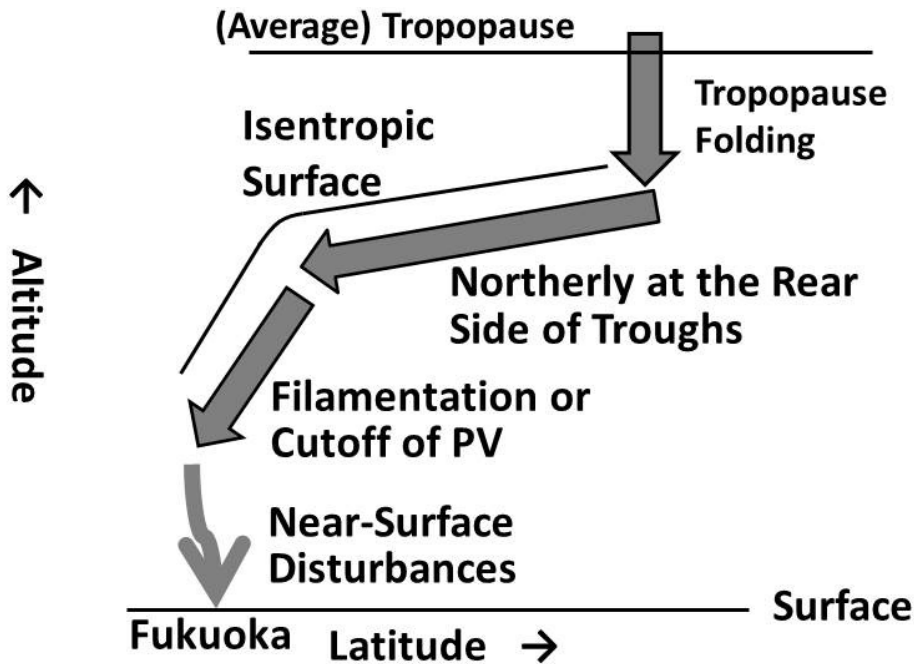 (Average) Tropopause
Tropopause
Folding
Isentropic
Surface
← Altitude
Northerly at the Rear
Side of Troughs
Filamentation or
Cutoff of PV
Near-Surface
Disturbances
Surface
Fukuoka
Latitude →